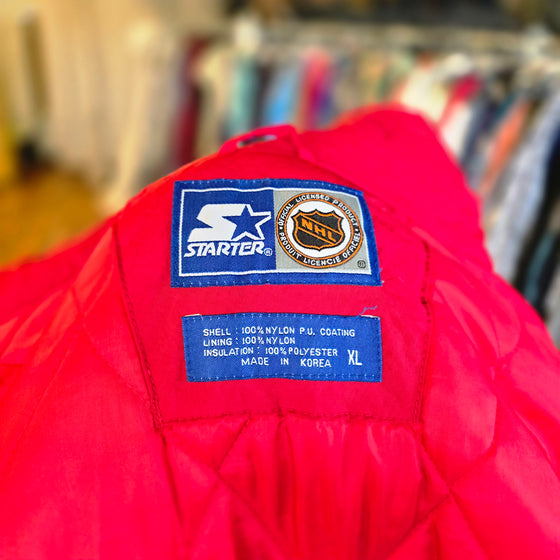 STARTER®
OFFICIAL LICENSED PRODUCT
NHL
PRODUIT LICENCIE OFFICIEL
®
SHELL : 100% NYLON P.U. COATING
LINING : 100% NYLON
INSULATION : 100% POLYESTER XL
MADE IN KOREA